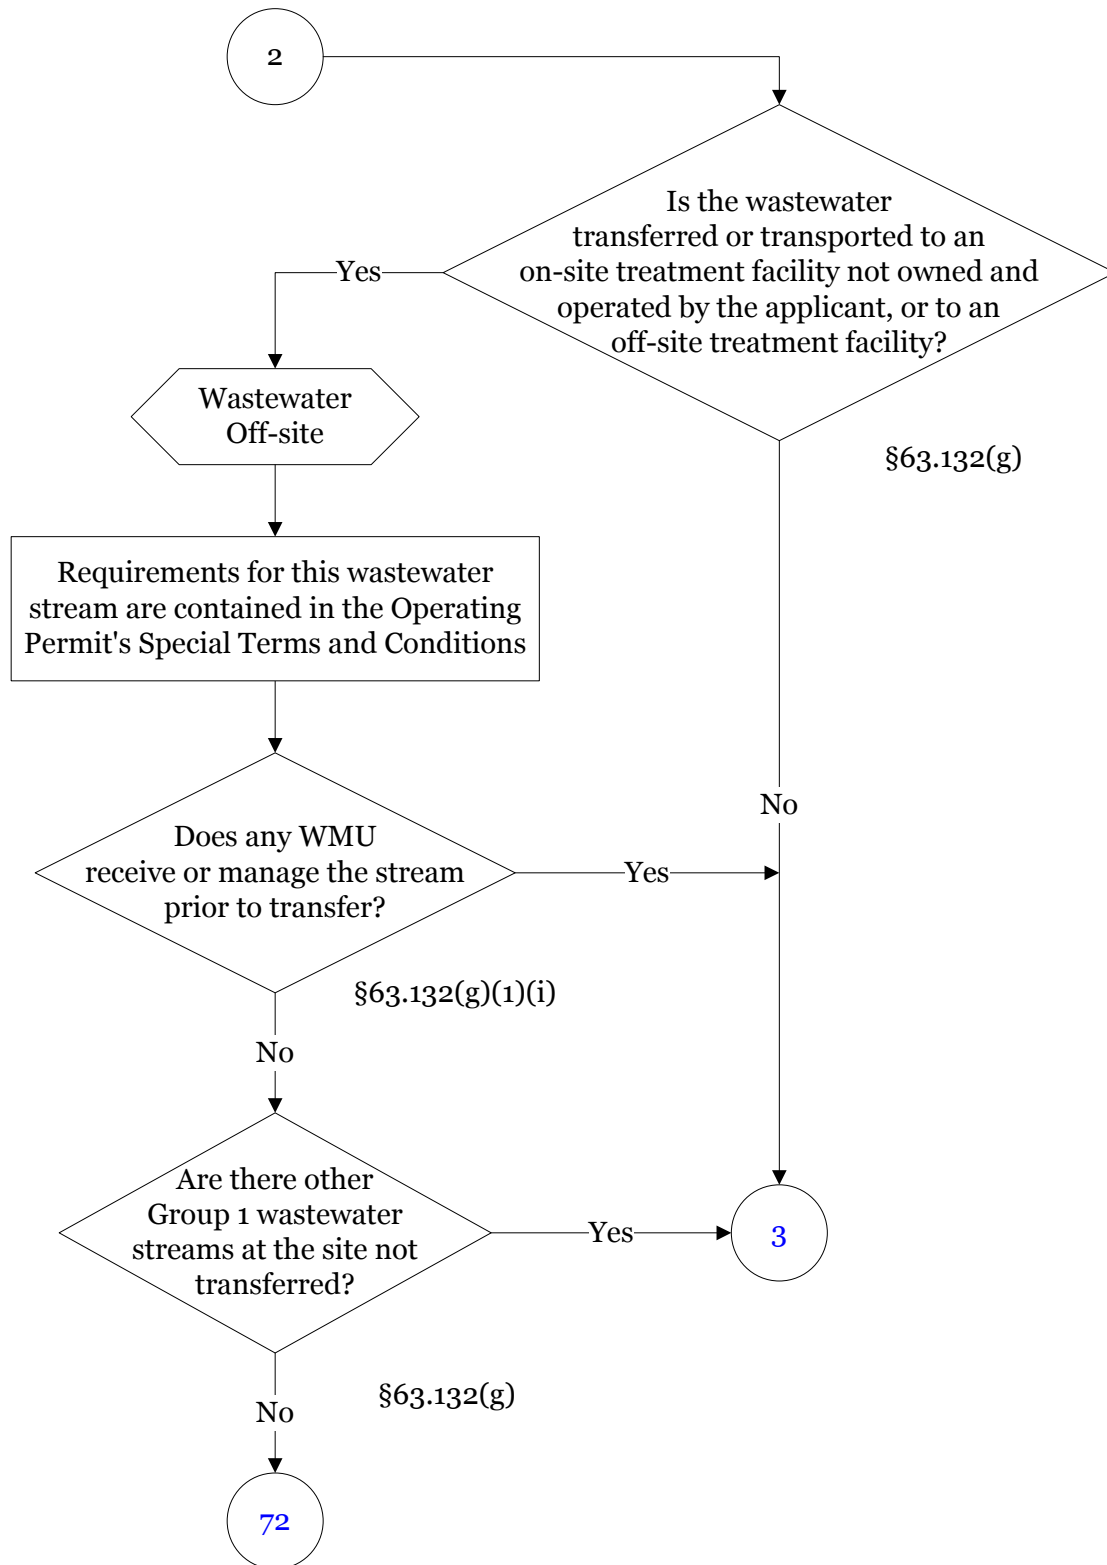 2
Is the wastewater
transferred or transported to an
on-site treatment facility not owned and
operated by the applicant, or to an
off-site treatment facility?
Yes
§63.132(g)
Wastewater
Off-site
Requirements for this wastewater
stream are contained in the Operating
Permit's Special Terms and Conditions
No
Does any WMU
receive or manage the stream
prior to transfer?
Yes
§63.132(g)(1)(i)
No
Are there other
Group 1 wastewater
streams at the site not
transferred?
Yes
3
§63.132(g)
No
72